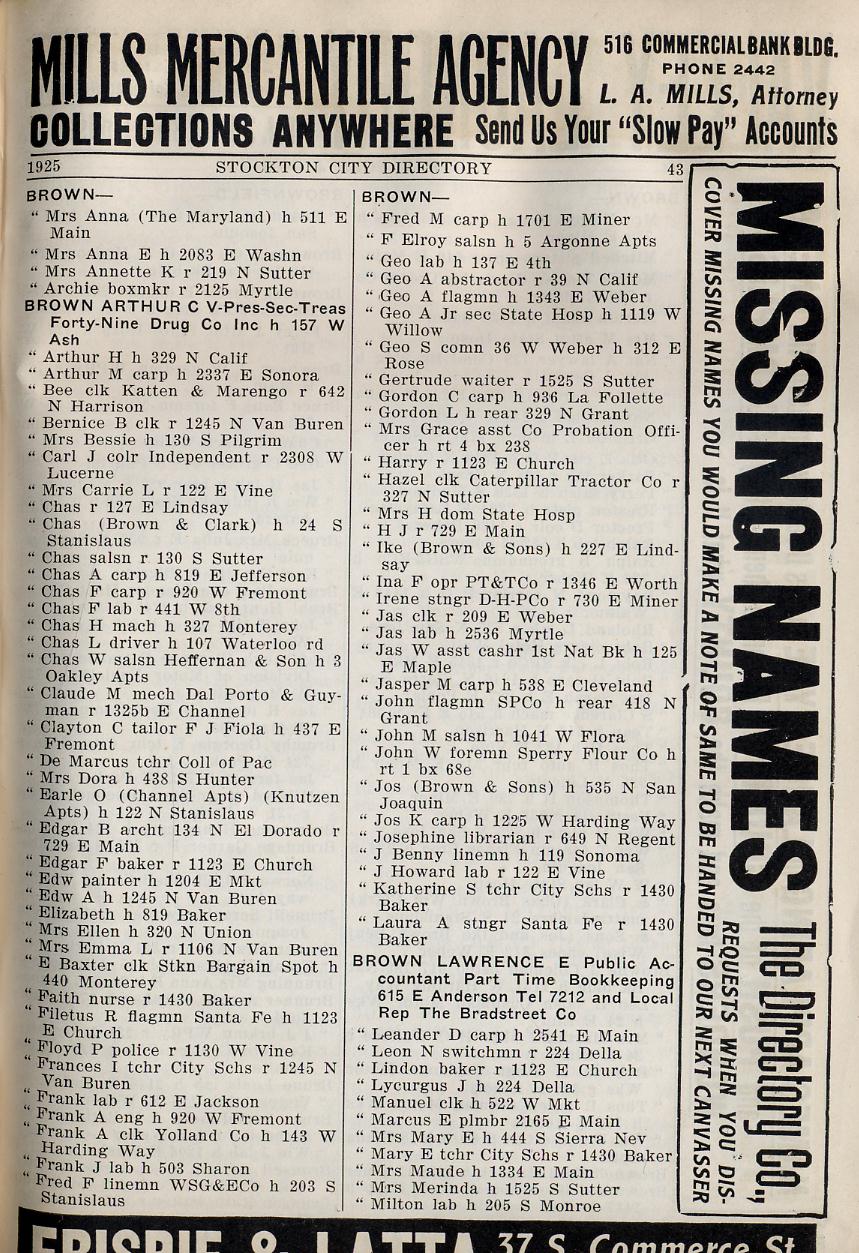 MILLS MERCANTILE AGENCY
516 COMMERCIAL BANK BLDG.
PHONE 2442
L. A. MILLS, Attorney
COLLECTIONS ANYWHERE Send Us Your "Slow Pay" Accounts
1925 STOCKTON CITY DIRECTORY 43
BROWN—
" Mrs Anna (The Maryland) h 511 E
Main
" Mrs Anna E h 2083 E Washn
" Mrs Annette K r 219 N Sutter
" Archie boxmkr r 2125 Myrtle
BROWN ARTHUR C V-Pres-Sec-Treas
Forty-Nine Drug Co Inc h 157 W
Ash
" Arthur H h 329 N Calif
" Arthur M carp h 2337 E Sonora
" Bee clk Katten & Marengo r 642
N Harrison
" Bernice B clk r 1245 N Van Buren
" Mrs Bessie h 130 S Pilgrim
" Carl J colr Independent r 2308 W
Lucerne
" Mrs Carrie L r 122 E Vine
" Chas r 127 E Lindsay
" Chas (Brown & Clark) h 24 S
Stanislaus
" Chas salsn r 130 S Sutter
" Chas A carp h 819 E Jefferson
" Chas F carp r 920 W Fremont
" Chas F lab r 441 W 8th
" Chas H mach h 327 Monterey
" Chas L driver h 107 Waterloo rd
" Chas W salsn Heffernan & Son h 3
Oakley Apts
" Claude M mech Dal Porto & Guy-
man r 1325b E Channel
" Clayton C tailor F J Fiola h 437 E
Fremont
" De Marcus tchr Coll of Pac
" Mrs Dora h 438 S Hunter
" Earle O (Channel Apts) (Knutzen
Apts) h 122 N Stanislaus
" Edgar B archt 134 N El Dorado r
729 E Main
" Edgar F baker r 1123 E Church
" Edw painter h 1204 E Mkt
" Edw A h 1245 N Van Buren
" Elizabeth h 819 Baker
" Mrs Ellen h 320 N Union
" Mrs Emma L r 1106 N Van Buren
" E Baxter clk Stkn Bargain Spot h
440 Monterey
" Faith nurse r 1430 Baker
" Filetus R flagmn Santa Fe h 1123
E Church
" Floyd P police r 1130 W Vine
" Frances I tchr City Schs r 1245 N
Van Buren
" Frank lab r 612 E Jackson
" Frank A eng h 920 W Fremont
" Frank A clk Yolland Co h 143 W
Harding Way
" Frank J lab h 503 Sharon
" Fred F linemn WSG&ECo h 203 S
Stanislaus
BROWN—
" Fred M carp h 1701 E Miner
" F Elroy salsn h 5 Argonne Apts
" Geo lab h 137 E 4th
" Geo A abstractor r 39 N Calif
" Geo A flagmn h 1343 E Weber
" Geo A Jr sec State Hosp h 1119 W
Willow
" Geo S comn 36 W Weber h 312 E
Rose
" Gertrude waiter r 1525 S Sutter
" Gordon C carp h 936 La Follette
" Gordon L h rear 329 N Grant
" Mrs Grace asst Co Probation Offi-
cer h rt 4 bx 238
" Harry r 1123 E Church
" Hazel clk Caterpillar Tractor Co r
327 N Sutter
" Mrs H dom State Hosp
" H J r 729 E Main
" Ike (Brown & Sons) h 227 E Lind-
say
" Ina F opr PT&TCo r 1346 E Worth
" Irene stngr D-H-PCo r 730 E Miner
" Jas clk r 209 E Weber
" Jas lab h 2536 Myrtle
" Jas W asst cashr 1st Nat Bk h 125
E Maple
" Jasper M carp h 538 E Cleveland
" John flagmn SPCo h rear 418 N
Grant
" John M salsn h 1041 W Flora
" John W foremn Sperry Flour Co h
rt 1 bx 68e
" Jos (Brown & Sons) h 535 N San
Joaquin
" Jos K carp h 1225 W Harding Way
" Josephine librarian r 649 N Regent
" J Benny linemn h 119 Sonoma
" J Howard lab r 122 E Vine
" Katherine S tchr City Schs r 1430
Baker
" Laura A stngr Santa Fe r 1430
Baker
BROWN LAWRENCE E Public Ac-
countant Part Time Bookkeeping
615 E Anderson Tel 7212 and Local
Rep The Bradstreet Co
" Leander D carp h 2541 E Main
" Leon N switchmn r 224 Della
" Lindon baker r 1123 E Church
" Lycurgus J h 224 Della
" Manuel clk h 522 W Mkt
" Marcus E plmbr 2165 E Main
" Mrs Mary E h 444 S Sierra Nev
" Mary E tchr City Schs r 1430 Baker
" Mrs Maude h 1334 E Main
" Mrs Merinda h 1525 S Sutter
" Milton lab h 205 S Monroe
MISSING NAMES The Directory Co.,
REQUESTS WHEN YOU DIS-
COVER MISSING NAMES YOU WOULD MAKE A NOTE OF SAME TO BE HANDED TO OUR NEXT CANVASSER
FRISBIE & LATTA 37 S. Commerce St.